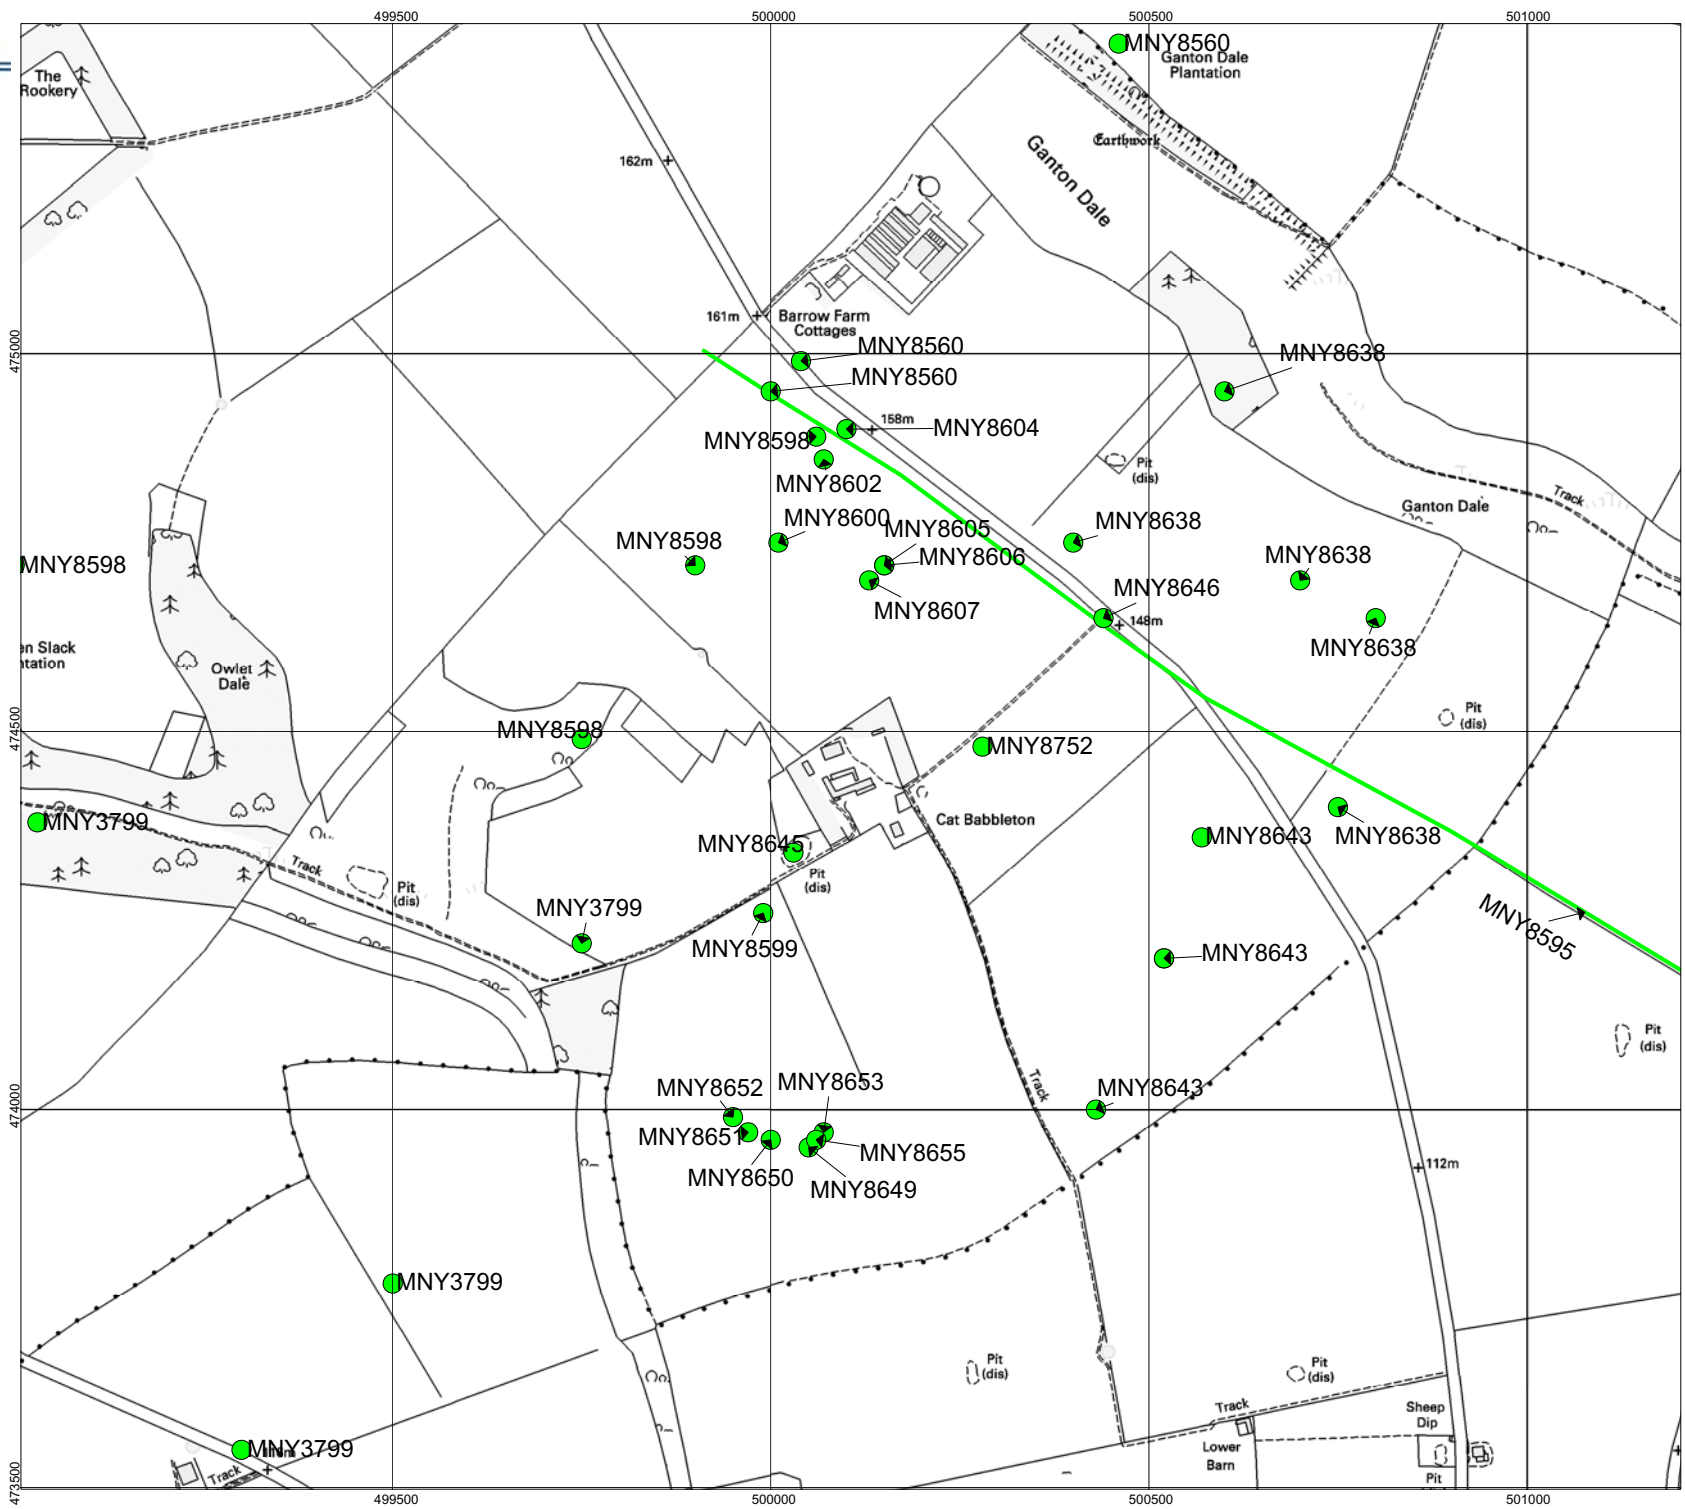 499500
500000
500500
501000
MNY8560
Ganton Dale
Plantation
The
Rookery
Earthwork
162m
Ganton Dale
161m
Barrow Farm
Cottages
475000
MNY8560
MNY8638
MNY8560
158m
MNY8604
MNY8598
Pit
(dis)
MNY8602
Track
Ganton Dale
MNY8600
MNY8605
MNY8638
MNY8598
MNY8606
MNY8638
MNY8598
MNY8607
MNY8646
148m
MNY8638
en Slack
ntation
Owlet
Dale
Pit
(dis)
474500
MNY8598
MNY8752
MNY3799
Cat Babbleton
MNY8643
MNY8638
MNY8645
Track
Pit
(dis)
Pit
(dis)
MNY3799
MNY8599
MNY8595
MNY8643
Pit
(dis)
Track
MNY8652
MNY8653
MNY8643
474000
MNY8651
MNY8655
MNY8650
MNY8649
112m
MNY3799
Pit
(dis)
Pit
(dis)
Track
Sheep
Dip
Lower
Barn
MNY3799
Track
Pit
473500
499500
500000
500500
501000